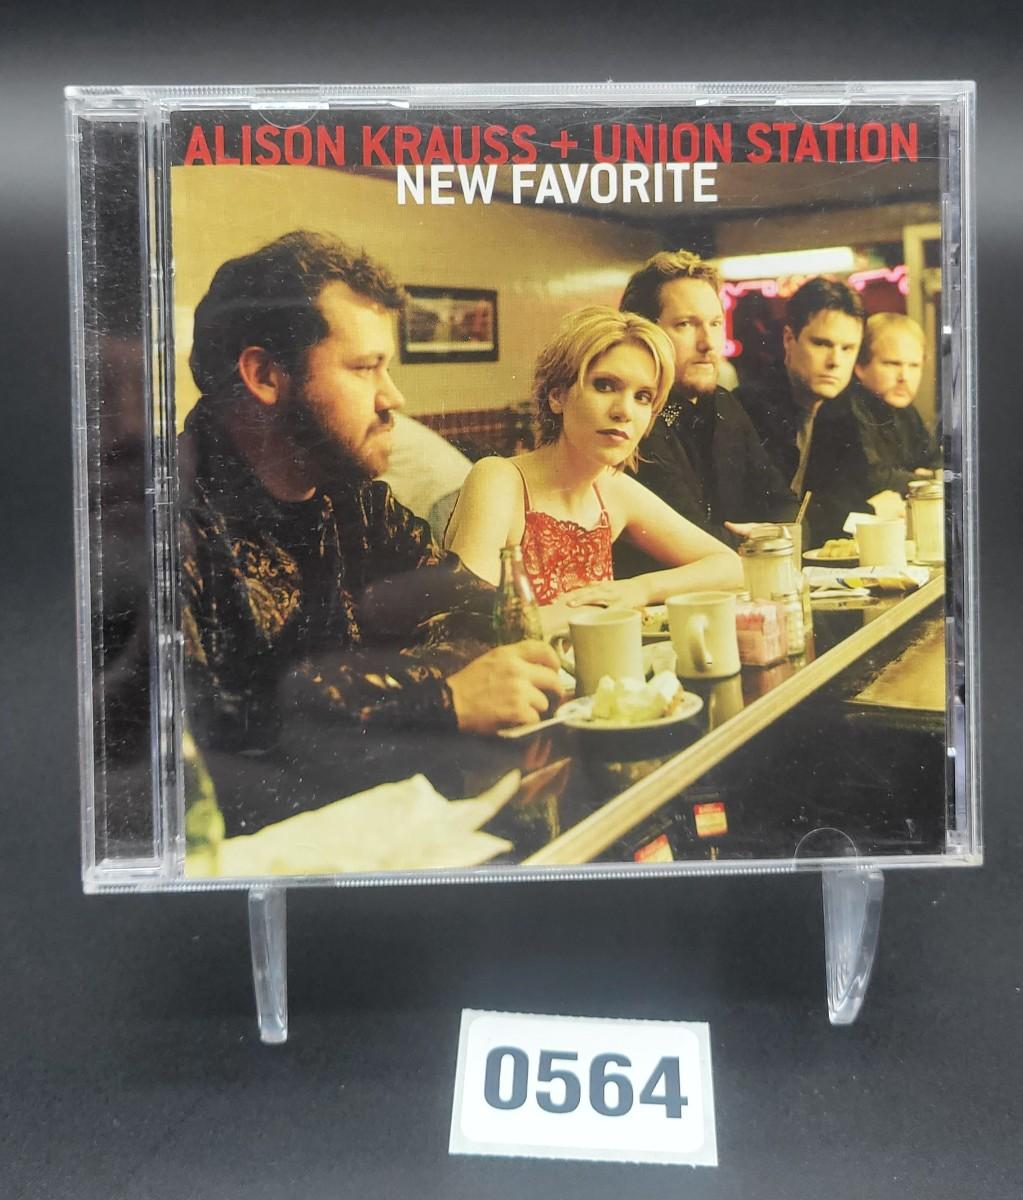 ALISON KRAUSS + UNION STATION
NEW FAVORITE
0564